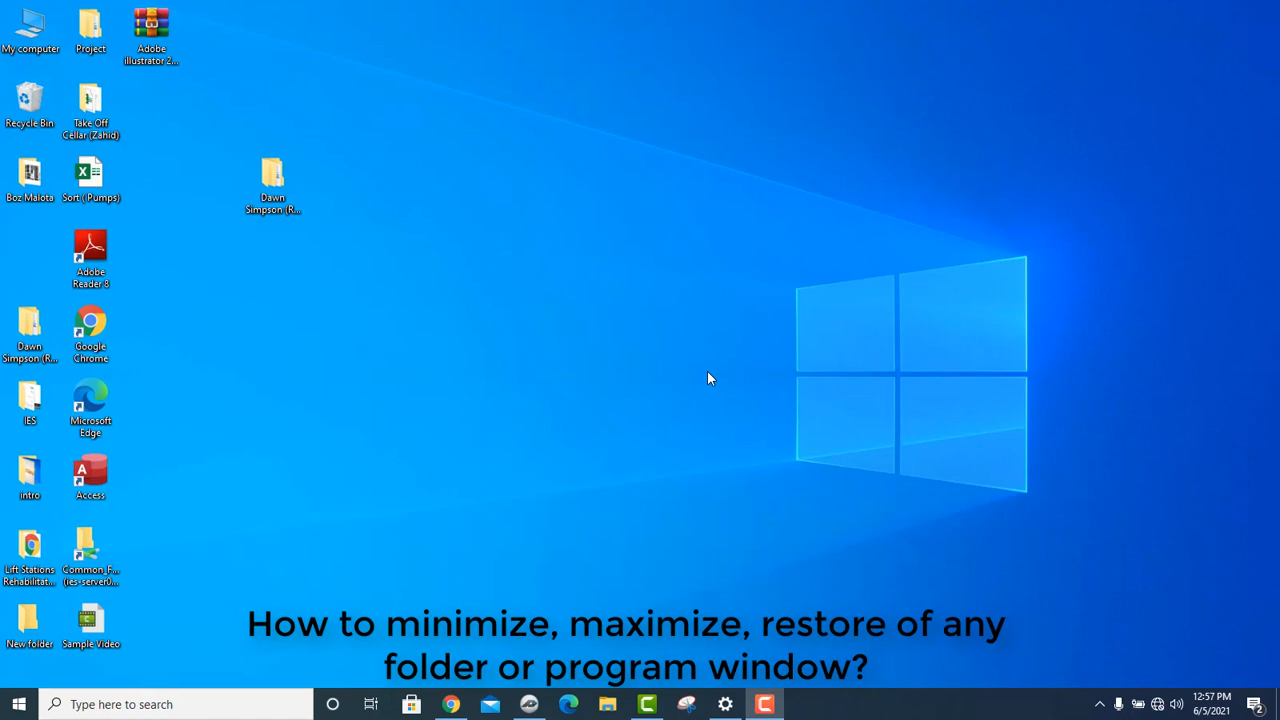 My computer
Project
Adobe
illustrator 2...
Recycle Bin
Take Off
Cellar (Zahid)
Boz Malota
Sort ( Pumps)
Dawn
Simpson (R...
Adobe
Reader 8
Dawn
Simpson (R...
Google
Chrome
IES
Microsoft
Edge
intro
Access
Lift Stations
Rehabilitat...
Common_F...
(ies-server0...
New folder
Sample Video
How to minimize, maximize, restore of any
folder or program window?
Type here to search
12:57 PM
6/5/2021
2